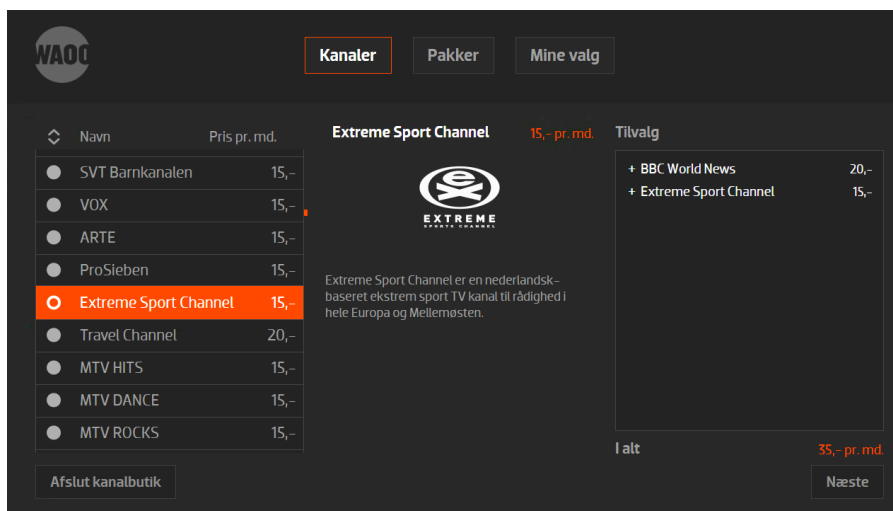 WAOO
Kanaler
Pakker
Mine valg
Navn Pris pr. md.
SVT Barnkanalen 15,-
VOX 15,-
ARTE 15,-
ProSieben 15,-
Extreme Sport Channel 15,-
Travel Channel 20,-
MTV HITS 15,-
MTV DANCE 15,-
MTV ROCKS 15,-
Afslut kanalbutik
Extreme Sport Channel 15,- pr. md.
EXTREME
SPORTS CHANNEL
Extreme Sport Channel er en nederlandsk-
baseret ekstrem sport TV kanal til rådighed i
hele Europa og Mellemøsten.
Tilvalg
+ BBC World News 20,-
+ Extreme Sport Channel 15,-
I alt 35,- pr. md.
Næste